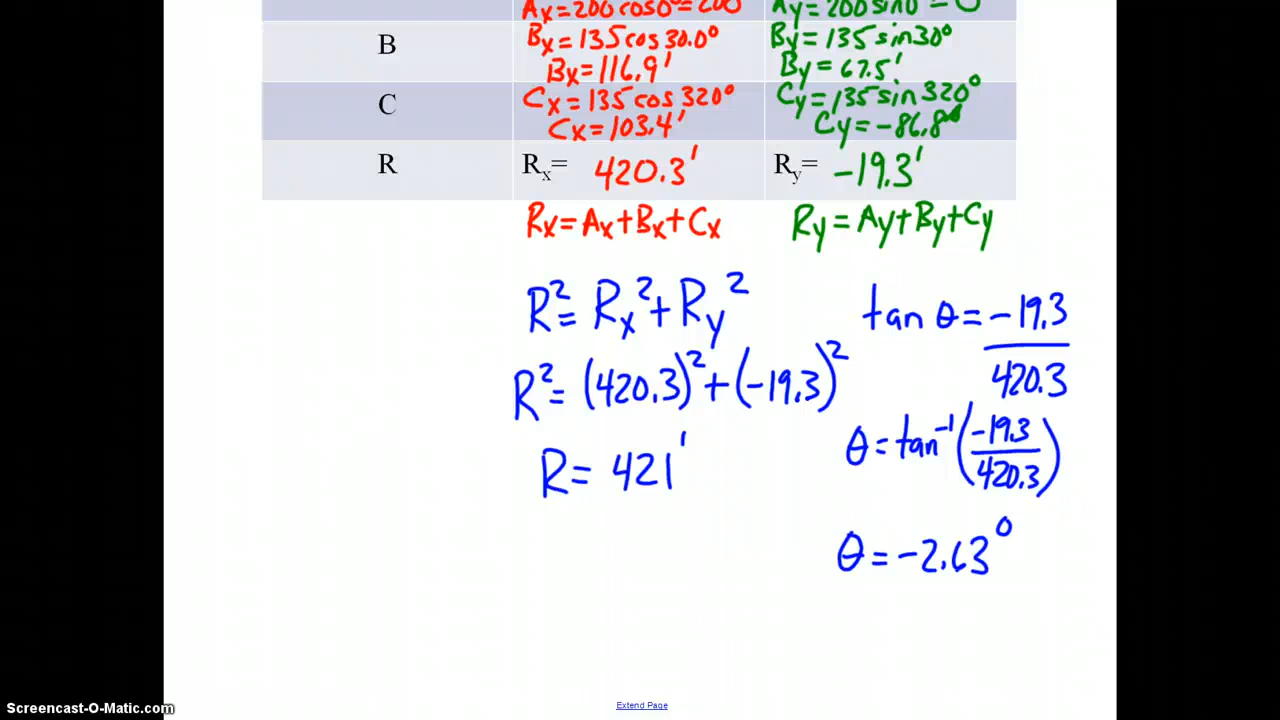 Ax=200cos0°=200
Ay=200sin0°=0
B
Bx=135cos30.0°
Bx=116.9'
By=135sin30°
By=67.5'
C
Cx=135cos320°
Cx=103.4'
Cy=135sin320°
Cy=-86.8
R
Rx= 420.3'
Ry= -19.3'
Rx=Ax+Bx+Cx
Ry=Ay+By+Cy
R²=Rx²+Ry²
R²=(420.3)²+(-19.3)²
R=421'
tan θ=-19.3/420.3
θ=tan⁻¹(-19.3/420.3)
θ=-2.63°
Extend Page
Screencast-O-Matic.com